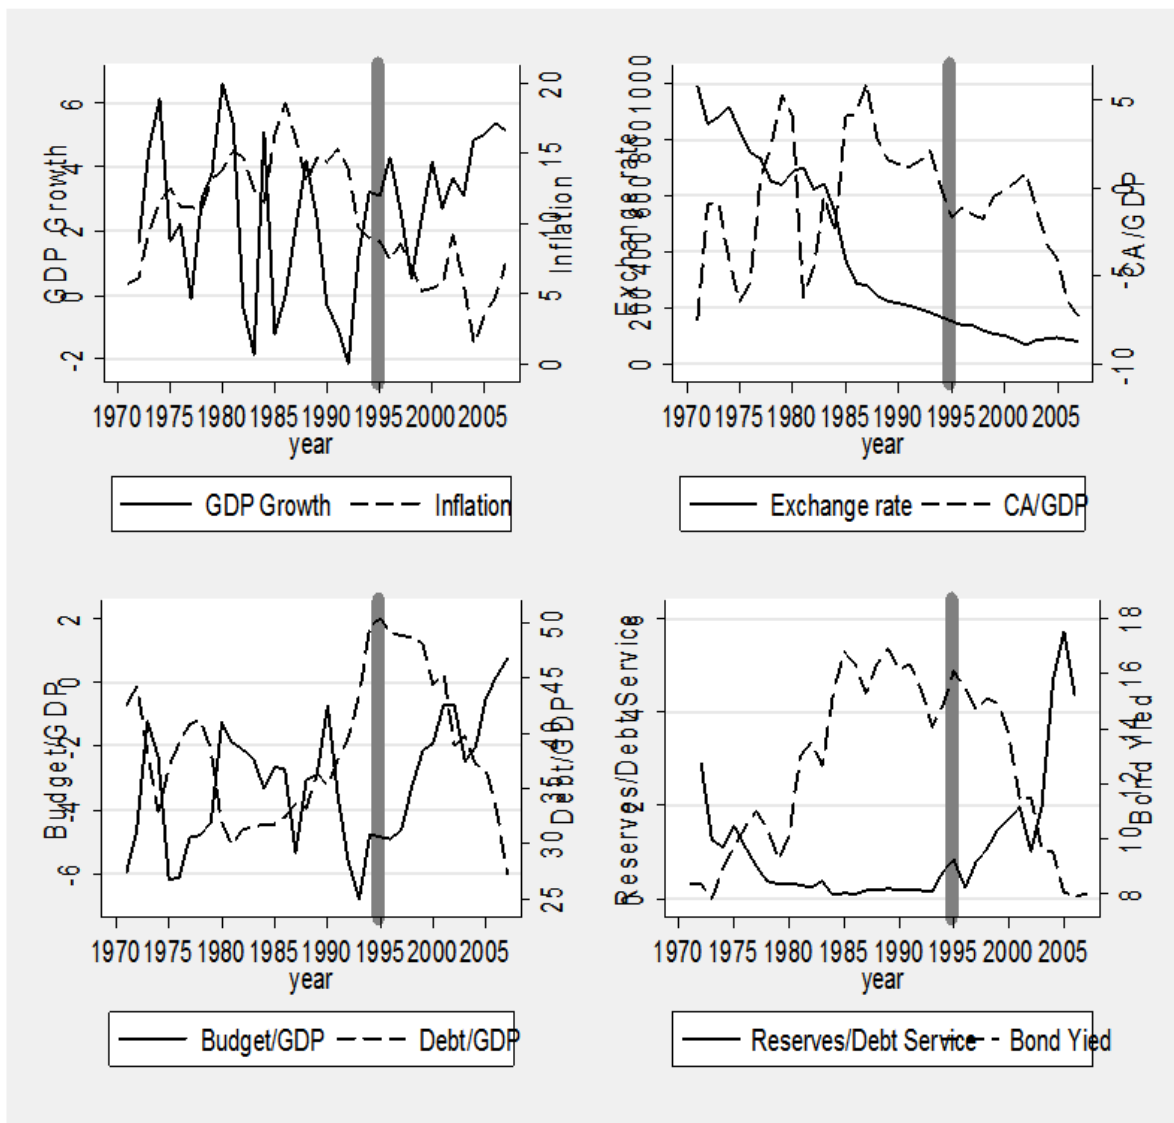 GDP Growth
-2 0 2 4 6
Inflation
0 5 10 15 20
1970 1975 1980 1985 1990 1995 2000 2005
year
GDP Growth Inflation
Exchange rate
0 200 400 600 800 1000
CA/GDP
-10 -5 0 5
1970 1975 1980 1985 1990 1995 2000 2005
year
Exchange rate CA/GDP
Budget/GDP
-6 -4 -2 0 2
Debt/GDP
25 30 35 40 45 50
1970 1975 1980 1985 1990 1995 2000 2005
year
Budget/GDP Debt/GDP
Reserves/Debt Service
0 2 4 6
Bond Yied
8 10 12 14 16 18
1970 1975 1980 1985 1990 1995 2000 2005
year
Reserves/Debt Service Bond Yied